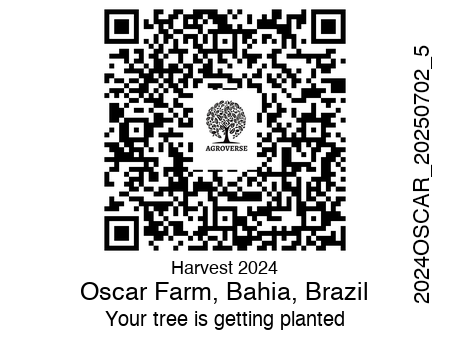 AGROVERSE
Harvest 2024
Oscar Farm, Bahia, Brazil
Your tree is getting planted
2024OSCAR_20250702_5